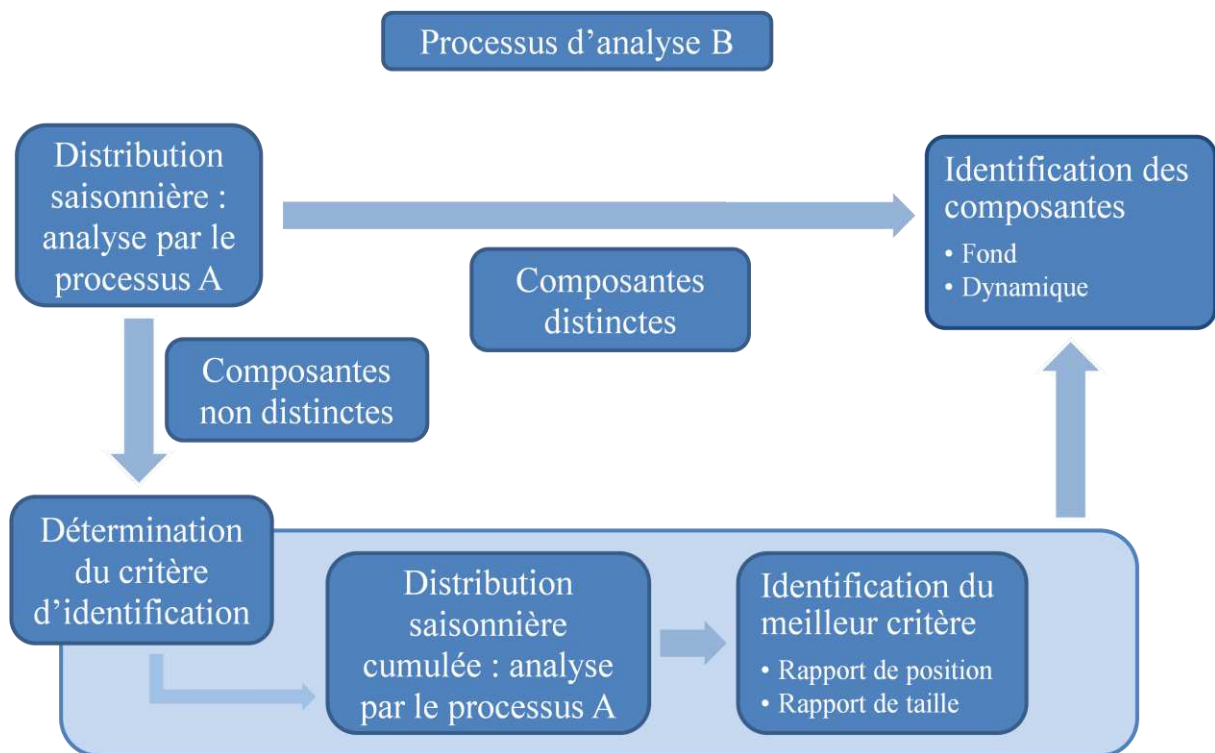 Processus d'analyse B
Distribution
saisonnière :
analyse par le
processus A
Identification des
composantes
• Fond
• Dynamique
Composantes
distinctes
Composantes
non distinctes
Détermination
du critère
d'identification
Distribution
saisonnière
cumulée : analyse
par le processus A
Identification du
meilleur critère
• Rapport de position
• Rapport de taille